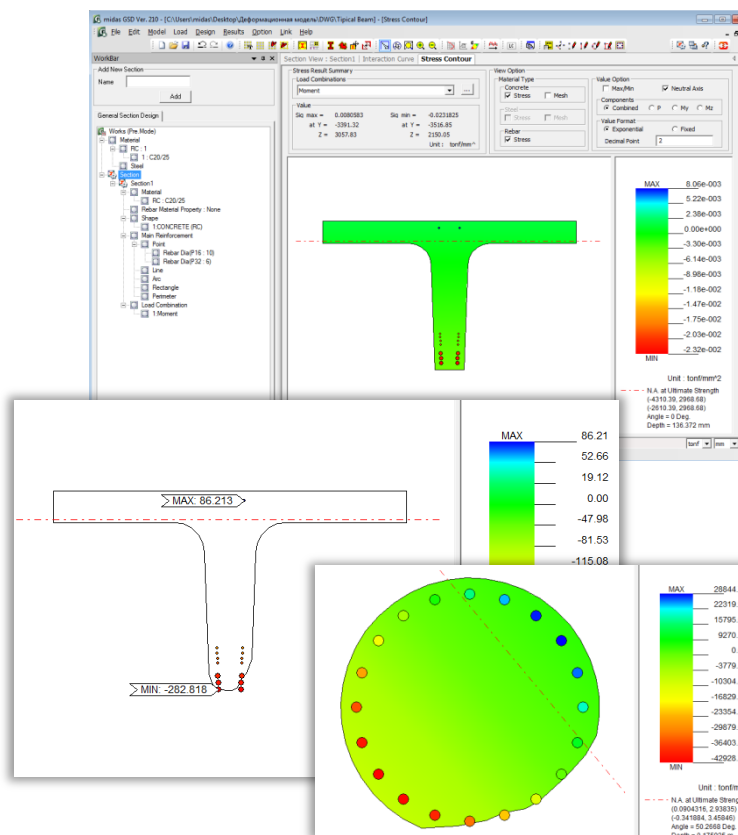 midas GSD Ver. 210 - [C:\Users\midas\Desktop\Деформационная модель\DWG\Tipical Beam] - [Stress Contour]
File Edit Model Load Design Results Option Link Help
WorkBar
Section View : Section1 | Interaction Curve | Stress Contour
Add New Section
Name
Add
General Section Design
Works (Pre.Mode)
Material
RC : 1
1 : C20/25
Steel
Section
Section1
Material
RC : C20/25
Rebar Material Property : None
Shape
1:CONCRETE (RC)
Main Reinforcement
Point
Rebar Dia(P16 : 10)
Rebar Dia(P32 : 6)
Line
Arc
Rectangle
Perimeter
Load Combination
1:Moment
Stress Result Summary
Load Combinations
Moment
...
Value
Sig max = 0.0080583 Sig min = -0.0231825
at Y = -3391.32 at Y = -3516.85
Z = 3057.83 Z = 2150.05
Unit : tonf/mm²
View Option
Material Type
Concrete
Stress Mesh
Steel
Stress Mesh
Rebar
Stress
Value Option
Max/Min Neutral Axis
Components
Combined P My Mz
Value Format
Exponential Fixed
Decimal Point 2
MAX 8.06e-003
5.22e-003
2.38e-003
0.00e+000
-3.30e-003
-6.14e-003
-8.98e-003
-1.18e-002
-1.47e-002
-1.75e-002
-2.03e-002
-2.32e-002
MIN
Unit : tonf/mm^2
N.A. at Ultimate Strength
(-4310.39, 2968.68)
(-2610.39, 2968.68)
Angle = 0 Deg.
Depth = 136.372 mm
tonf mm
MAX: 86.213
MIN: -282.818
MAX 86.21
52.66
19.12
0.00
-47.98
-81.53
-115.08
MAX 28844.
22319.
15795.
9270.
0.
-3779.
-10304.
-16829.
-23354.
-29879.
-36403.
-42928.
MIN
Unit : tonf/m
N.A. at Ultimate Streng
(0.0904316, 2.93835)
(-0.341884, 3.45846)
Angle = 50.2668 Deg.